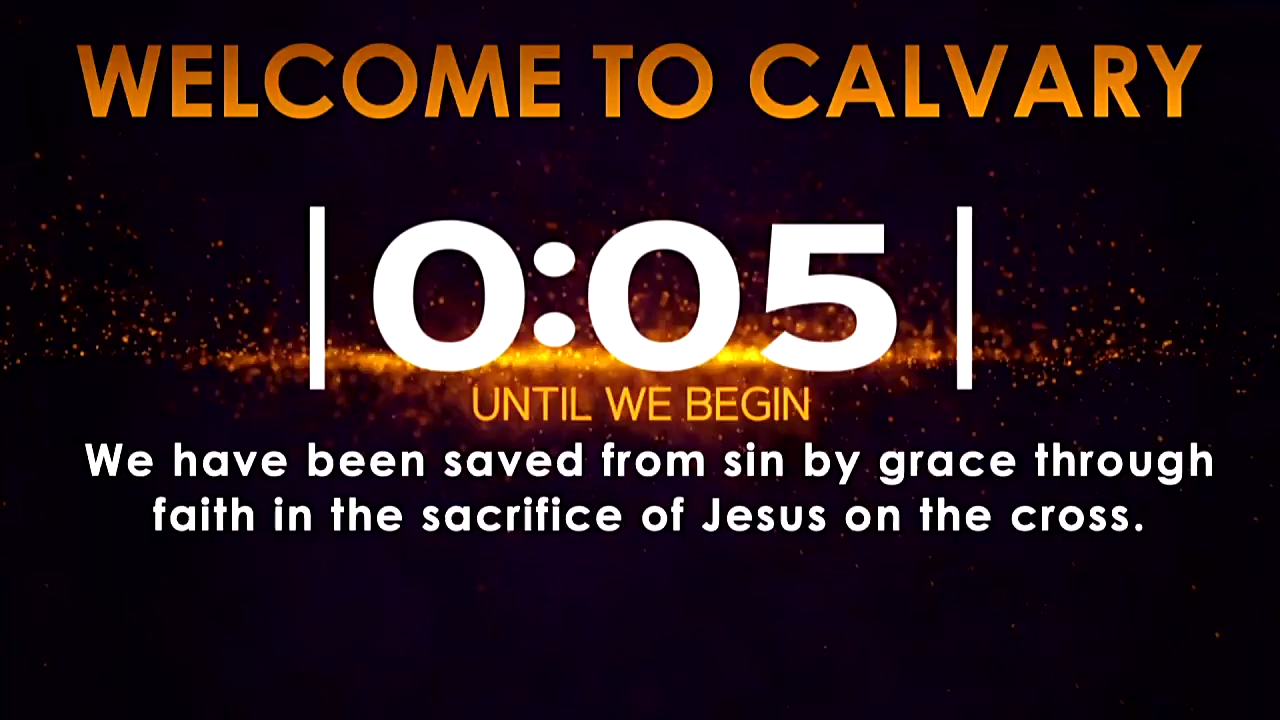 WELCOME TO CALVARY
| 0:05 |
UNTIL WE BEGIN
We have been saved from sin by grace through
faith in the sacrifice of Jesus on the cross.